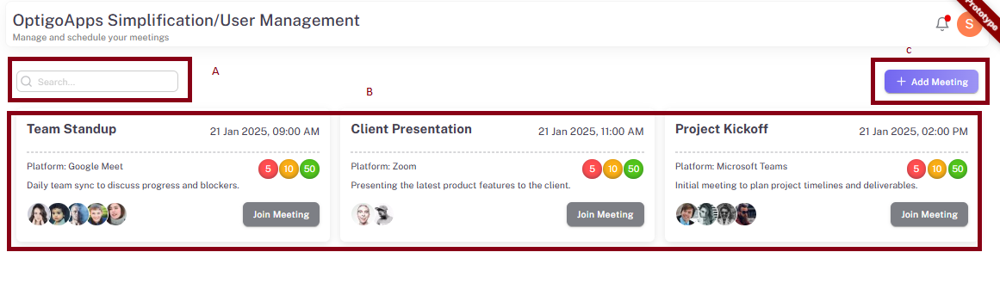 OptigoApps Simplification/User Management
Manage and schedule your meetings
S
Prototype
A
B
C
Search...
+ Add Meeting
Team Standup
21 Jan 2025, 09:00 AM
Platform: Google Meet
5 10 50
Daily team sync to discuss progress and blockers.
Join Meeting
Client Presentation
21 Jan 2025, 11:00 AM
Platform: Zoom
5 10 50
Presenting the latest product features to the client.
Join Meeting
Project Kickoff
21 Jan 2025, 02:00 PM
Platform: Microsoft Teams
5 10 50
Initial meeting to plan project timelines and deliverables.
Join Meeting